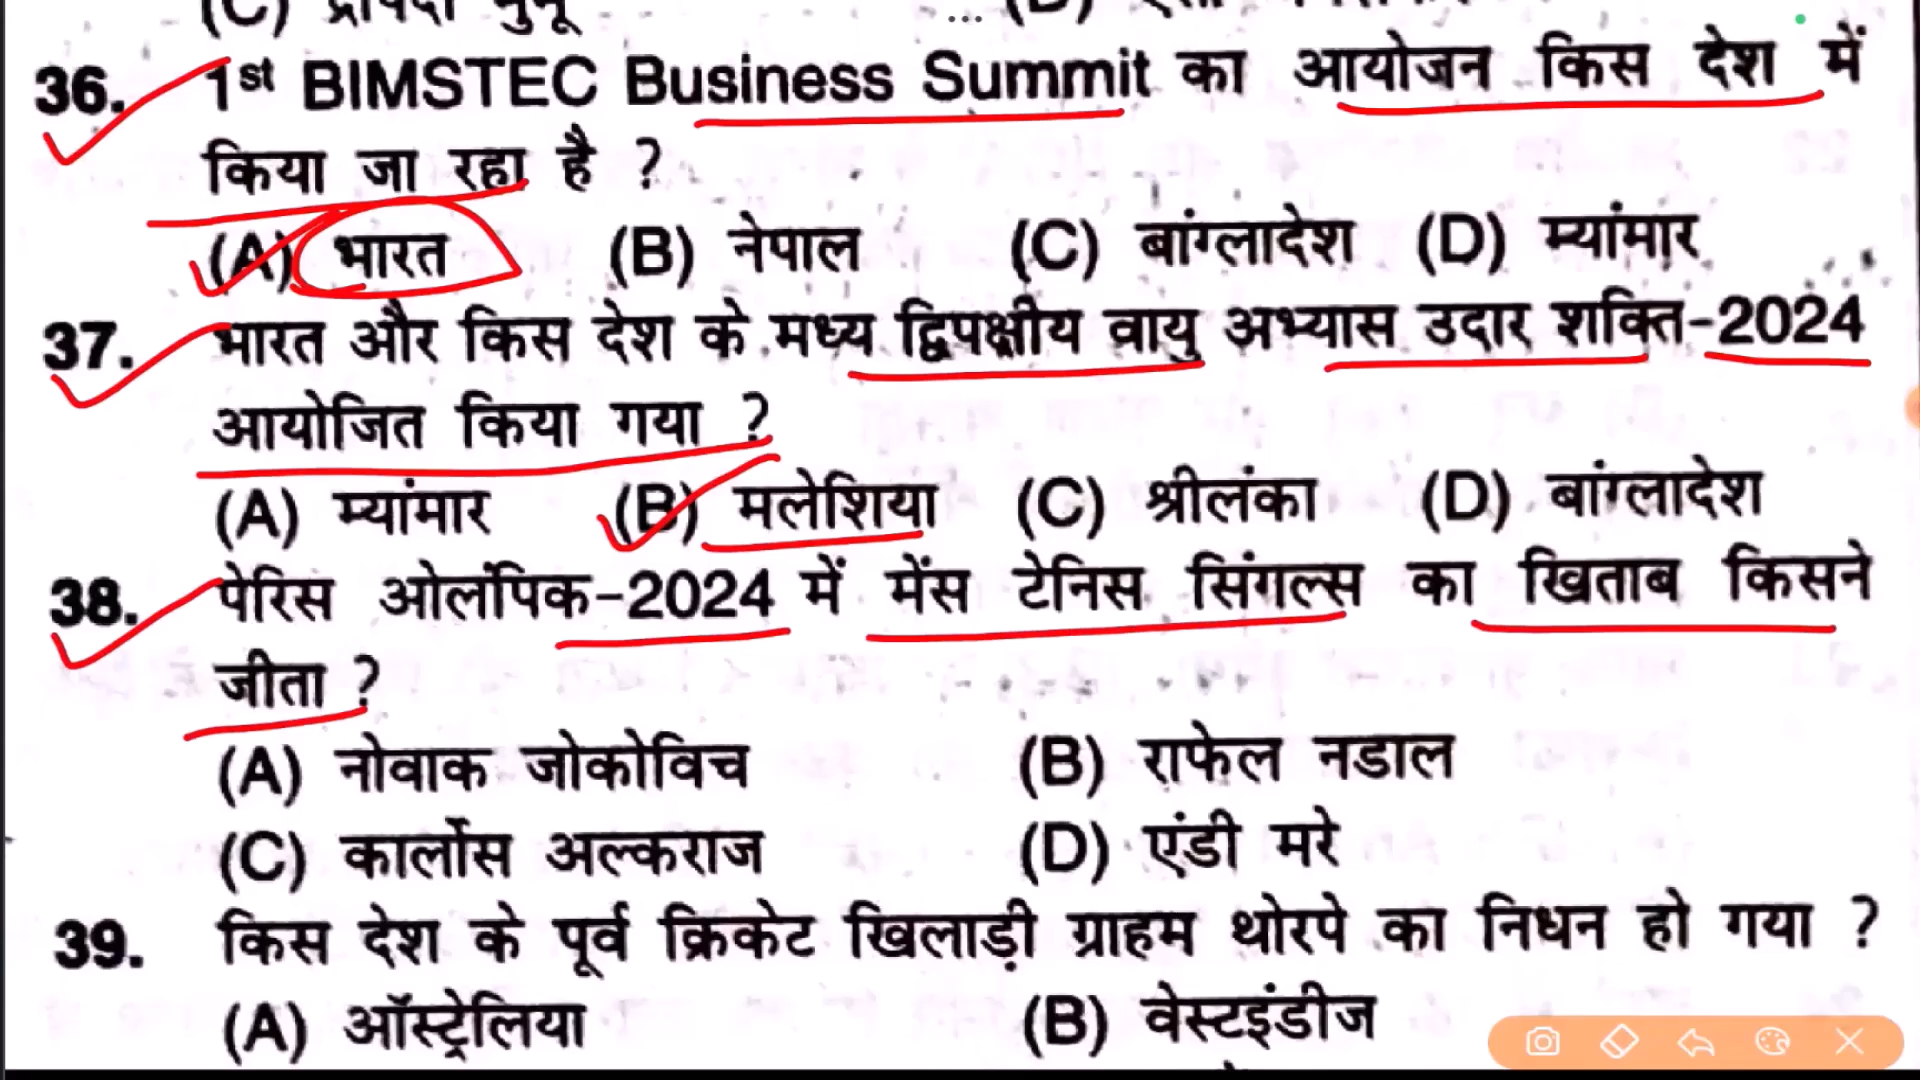 (C) द्रौपदी मुर्मू
36. 1st BIMSTEC Business Summit का आयोजन किस देश में
किया जा रहा है ?
(A) भारत (B) नेपाल (C) बांग्लादेश (D) म्यांमार
37. भारत और किस देश के मध्य द्विपक्षीय वायु अभ्यास उदार शक्ति-2024
आयोजित किया गया ?
(A) म्यांमार (B) मलेशिया (C) श्रीलंका (D) बांग्लादेश
38. पेरिस ओलंपिक-2024 में मेंस टेनिस सिंगल्स का खिताब किसने
जीता ?
(A) नोवाक जोकोविच (B) राफेल नडाल
(C) कार्लोस अल्कराज (D) एंडी मरे
39. किस देश के पूर्व क्रिकेट खिलाड़ी ग्राहम थोरपे का निधन हो गया ?
(A) ऑस्ट्रेलिया (B) वेस्टइंडीज